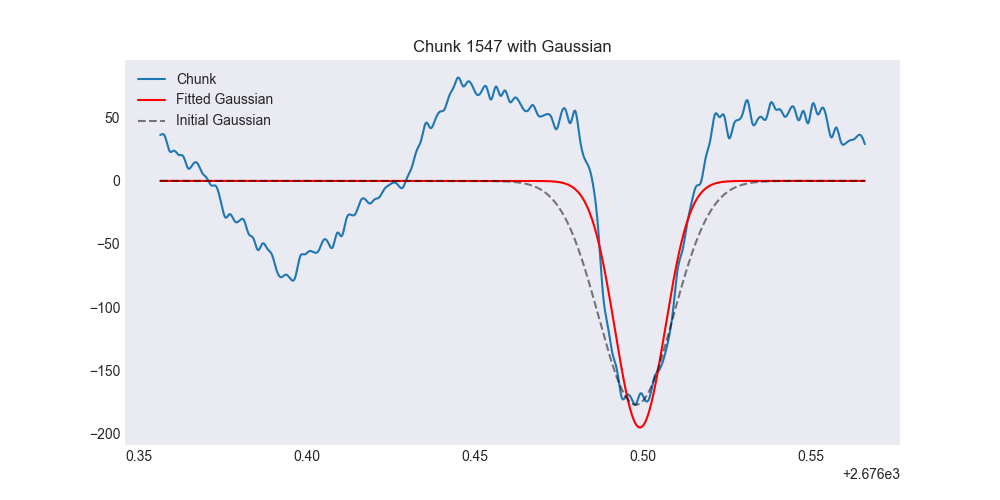 Chunk 1547 with Gaussian
Chunk
Fitted Gaussian
Initial Gaussian
50
0
−50
−100
−150
−200
0.35 0.40 0.45 0.50 0.55
+2.676e3